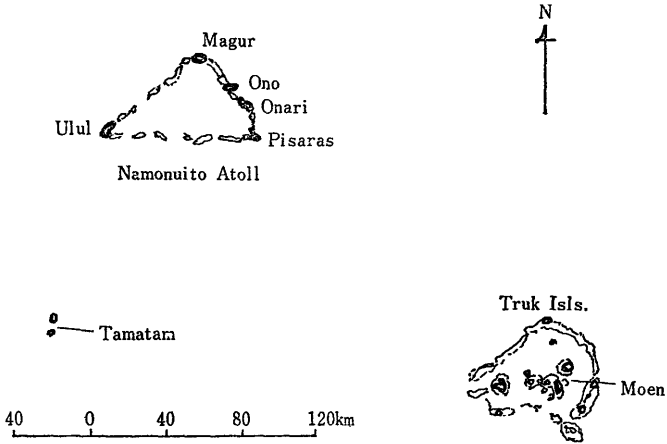 N
Magur
Ono
Onari
Ulul
Pisaras
Namonuito Atoll
Truk Isls.
Tamatam
Moen
40 0 40 80 120km